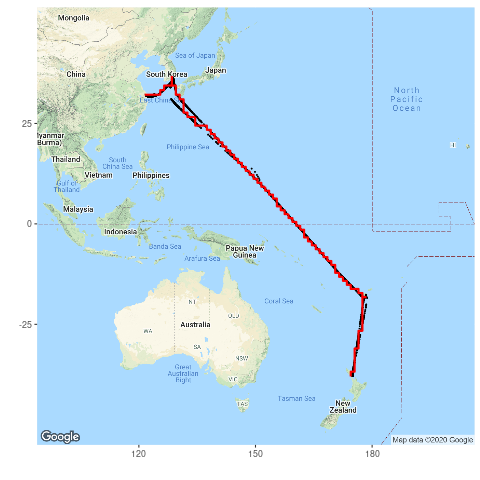 Mongolia
Sea of Japan
China
South Korea
Japan
East China
North
Pacific
Ocean
25
lyanmar
Burma)
Philippine Sea
Thailand
South
China Sea
Vietnam
Philippines
Gulf of
Thailand
Malaysia
0
Indonesia
Banda Sea
Papua New
Guinea
Arafura Sea
NT
Coral Sea
-25
QLD
WA
Australia
SA
NSW
Great
Australian
Bight
VIC
Tasman Sea
TAS
New
Zealand
Google
Map data ©2020 Google
120
150
180